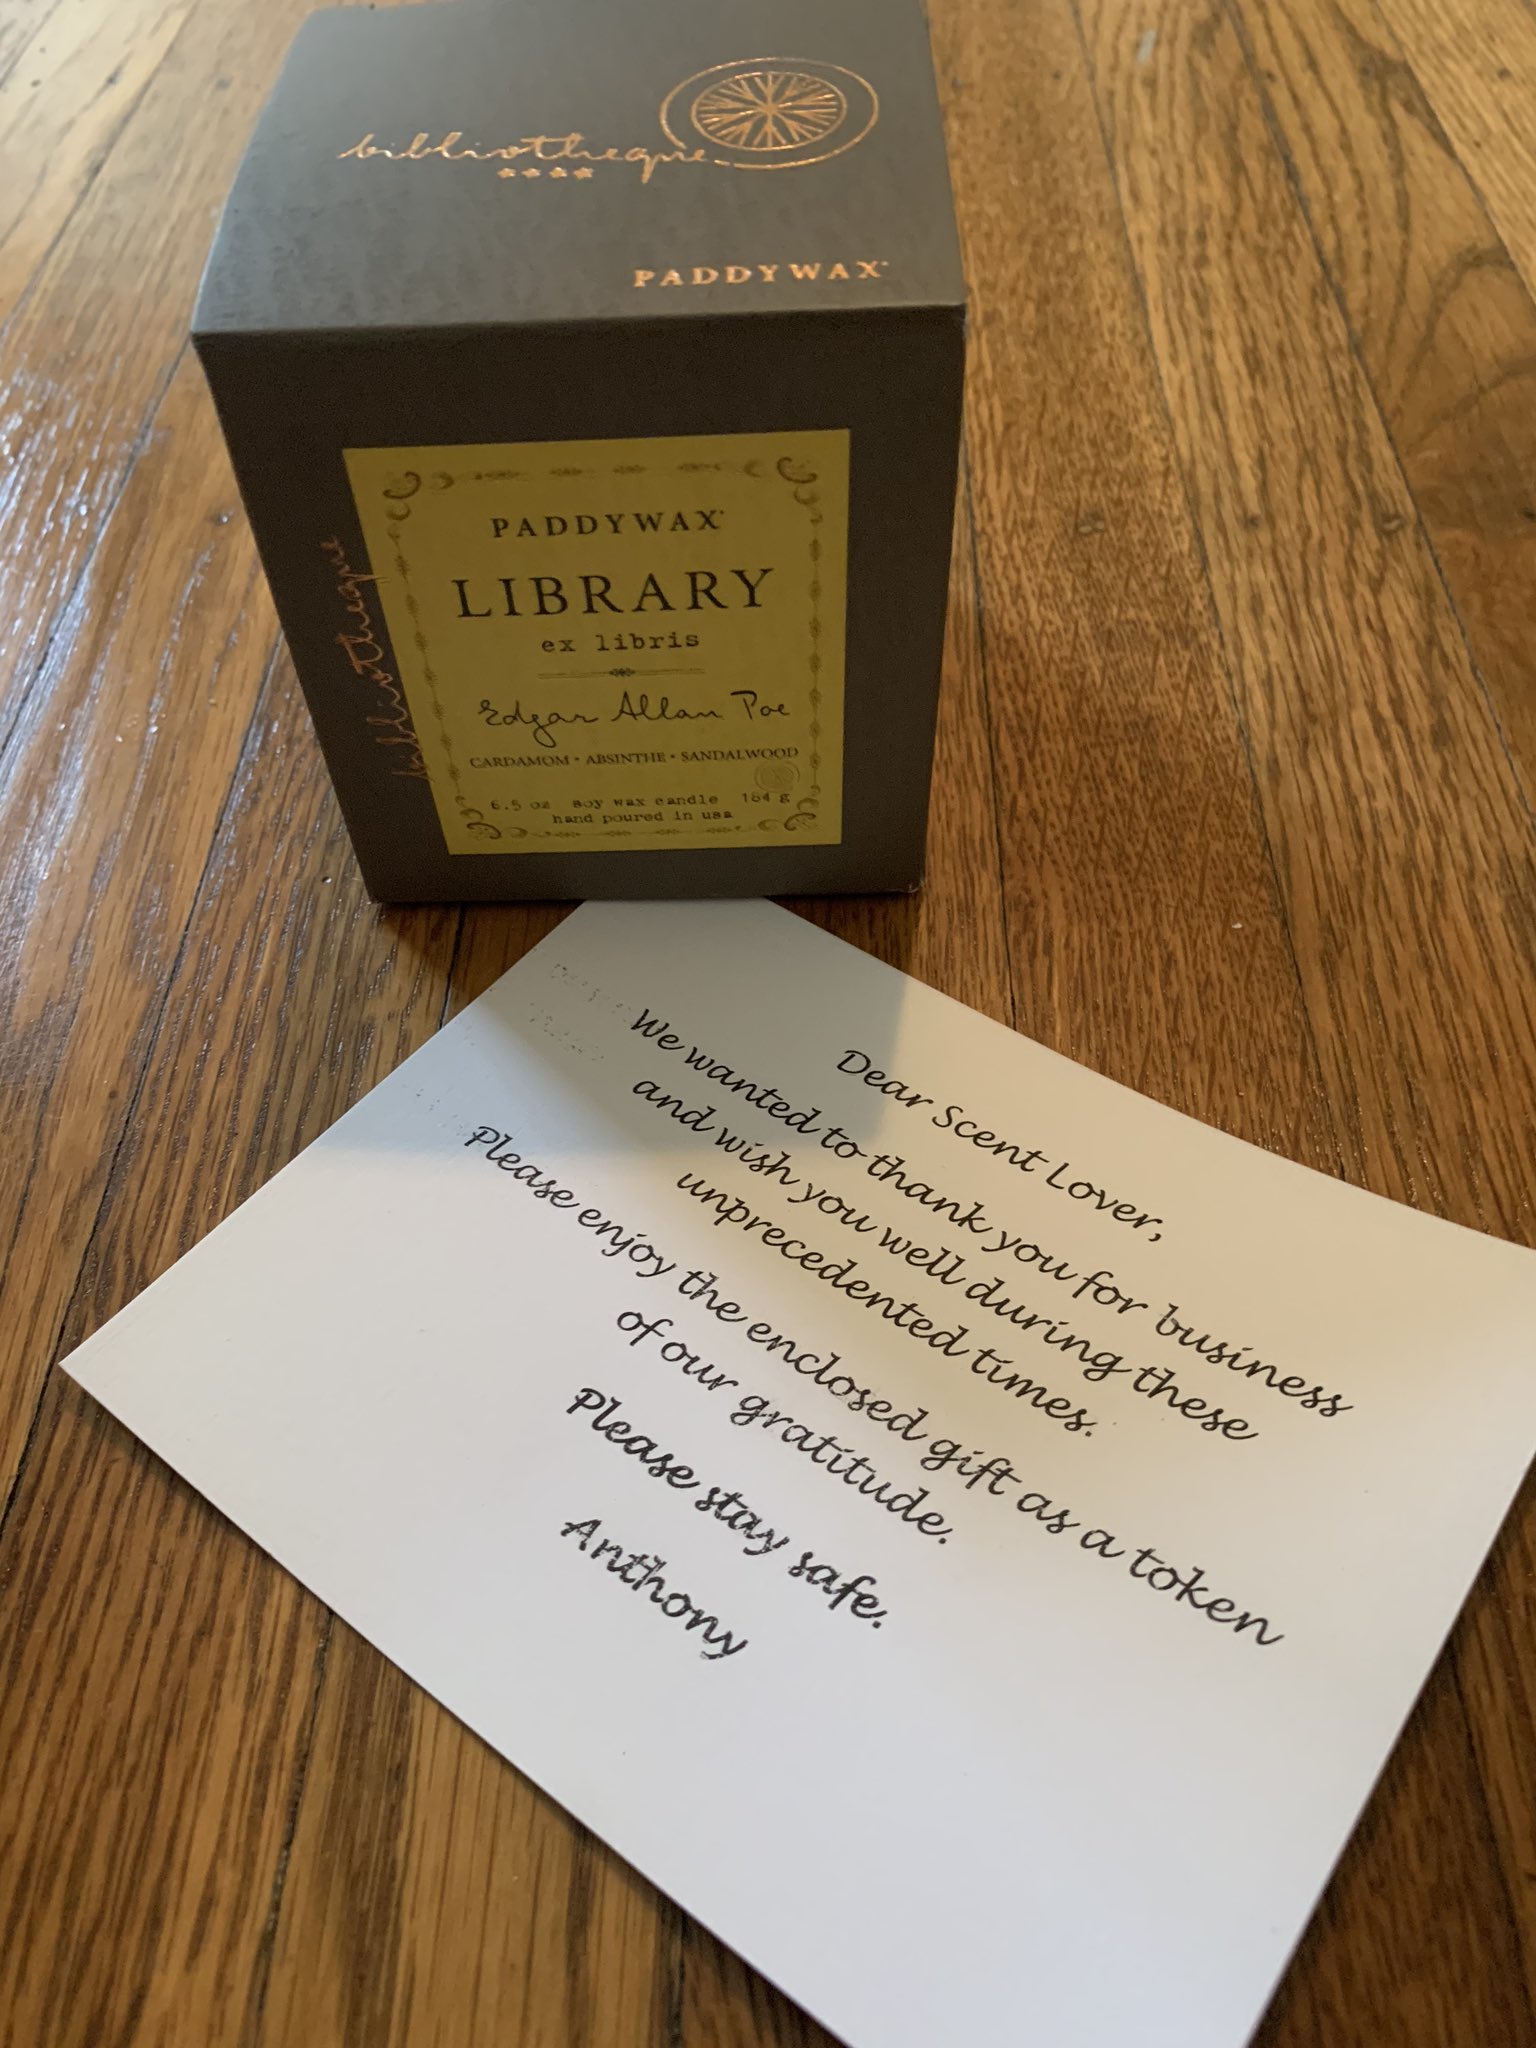 bibliotheque
PADDYWAX
bibliotheque
PADDYWAX
LIBRARY
ex libris
Edgar Allan Poe
CARDAMOM • ABSINTHE • SANDALWOOD
6.5 oz soy wax candle 184 g
hand poured in usa
Dear Scent Lover,
We wanted to thank you for business
and wish you well during these
unprecedented times.
Please enjoy the enclosed gift as a token
of our gratitude.
Please stay safe.
Anthony